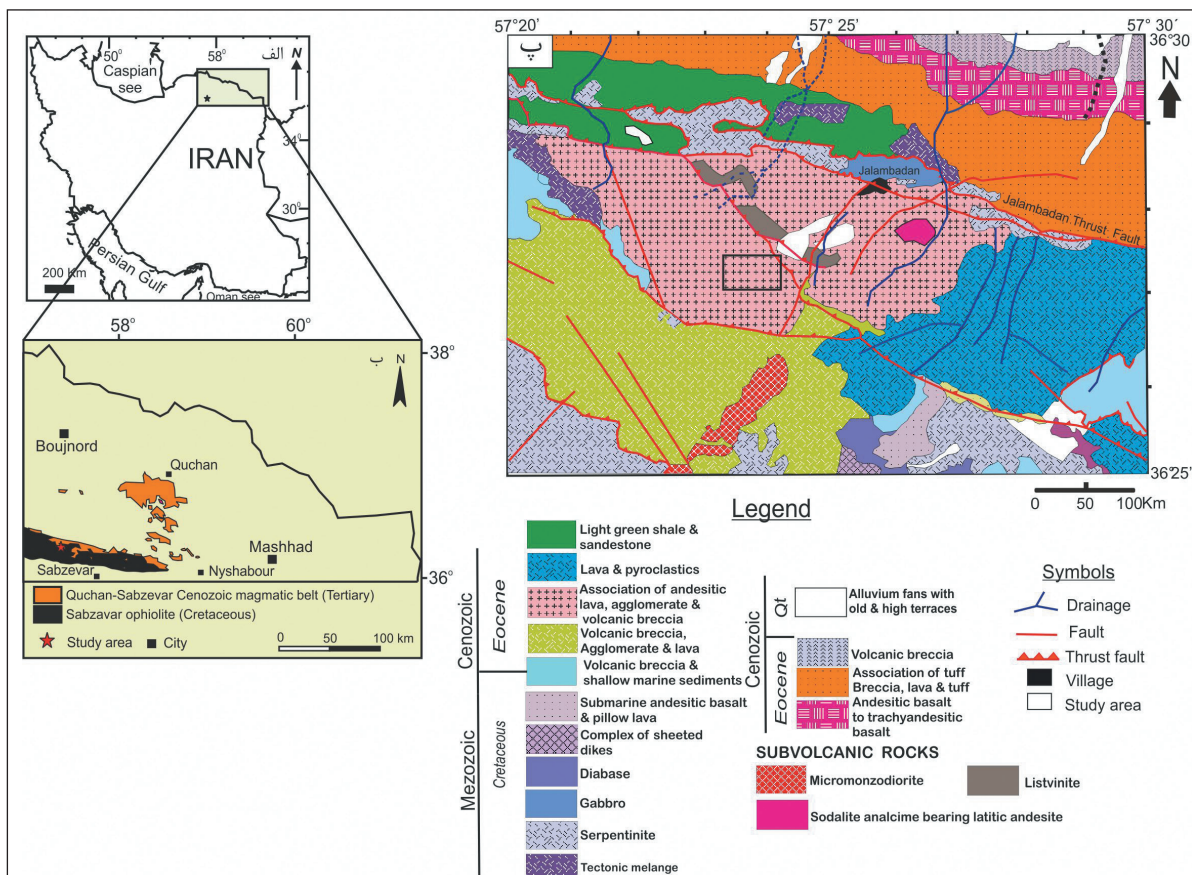 50°
58°
الف
N
Caspian
see
34°
IRAN
30°
Persian Gulf
200 Km
Oman see
58°
60°
38°
ب
N
Boujnord
Quchan
Mashhad
Sabzevar
Nyshabour
36°
Quchan-Sabzevar Cenozoic magmatic belt (Tertiary)
Sabzavar ophiolite (Cretaceous)
Study area
City
0 50 100 km
57°20'
57°25'
57°30'
36°30
پ
N
Jalambadan
Jalambadan Thrust Fault
36°25'
0 50 100Km
Legend
Cenozoic
Eocene
Mezozoic
Cretaceous
Light green shale &
sandestone
Lava & pyroclastics
Association of andesitic
lava, agglomerate &
volcanic breccia
Volcanic breccia,
Agglomerate & lava
Volcanic breccia &
shallow marine sediments
Submarine andesitic basalt
& pillow lava
Complex of sheeted
dikes
Diabase
Gabbro
Serpentinite
Tectonic melange
Cenozoic
Qt
Eocene
Alluvium fans with
old & high terraces
Volcanic breccia
Association of tuff
Breccia, lava & tuff
Andesitic basalt
to trachyandesitic
basalt
SUBVOLCANIC ROCKS
Micromonzodiorite
Listvinite
Sodalite analcime bearing latitic andesite
Symbols
Drainage
Fault
Thrust fault
Village
Study area